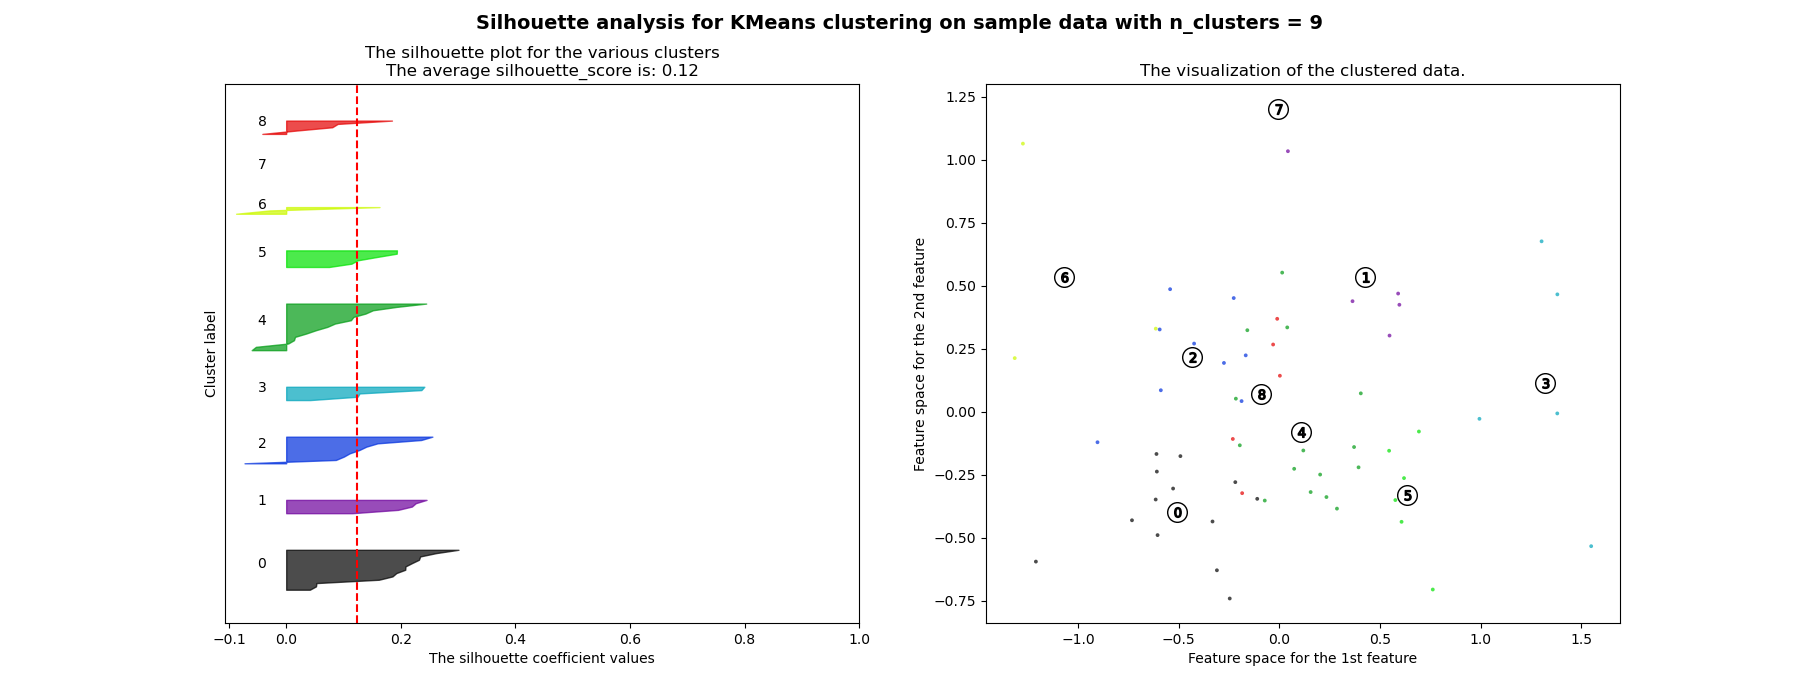 Silhouette analysis for KMeans clustering on sample data with n_clusters = 9
The silhouette plot for the various clusters
The average silhouette_score is: 0.12
8
7
6
5
4
3
2
1
0
Cluster label
−0.1 0.0 0.2 0.4 0.6 0.8 1.0
The silhouette coefficient values
The visualization of the clustered data.
1.25
1.00
0.75
0.50
0.25
0.00
−0.25
−0.50
−0.75
Feature space for the 2nd feature
7
6
1
2
3
8
4
5
0
−1.0 −0.5 0.0 0.5 1.0 1.5
Feature space for the 1st feature